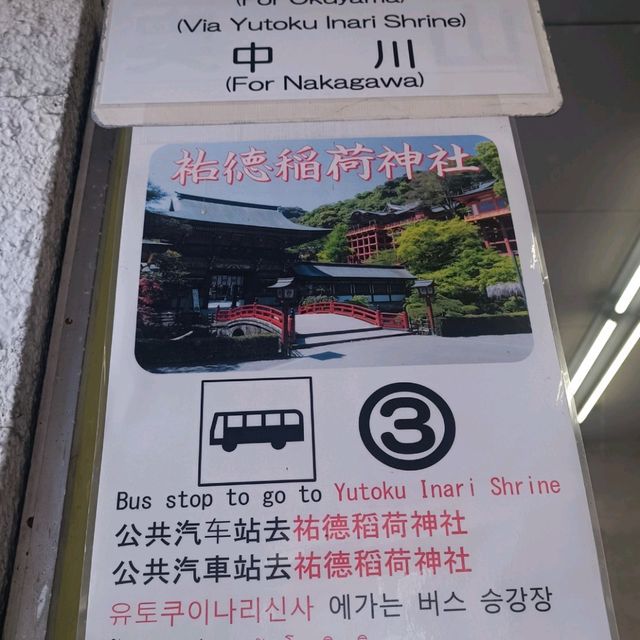 (For Okuyama)
(Via Yutoku Inari Shrine)
中 川
(For Nakagawa)
祐徳稲荷神社
③
Bus stop to go to Yutoku Inari Shrine
公共汽车站去祐德稻荷神社
公共汽車站去祐德稻荷神社
유토쿠이나리신사 에가는 버스 승강장